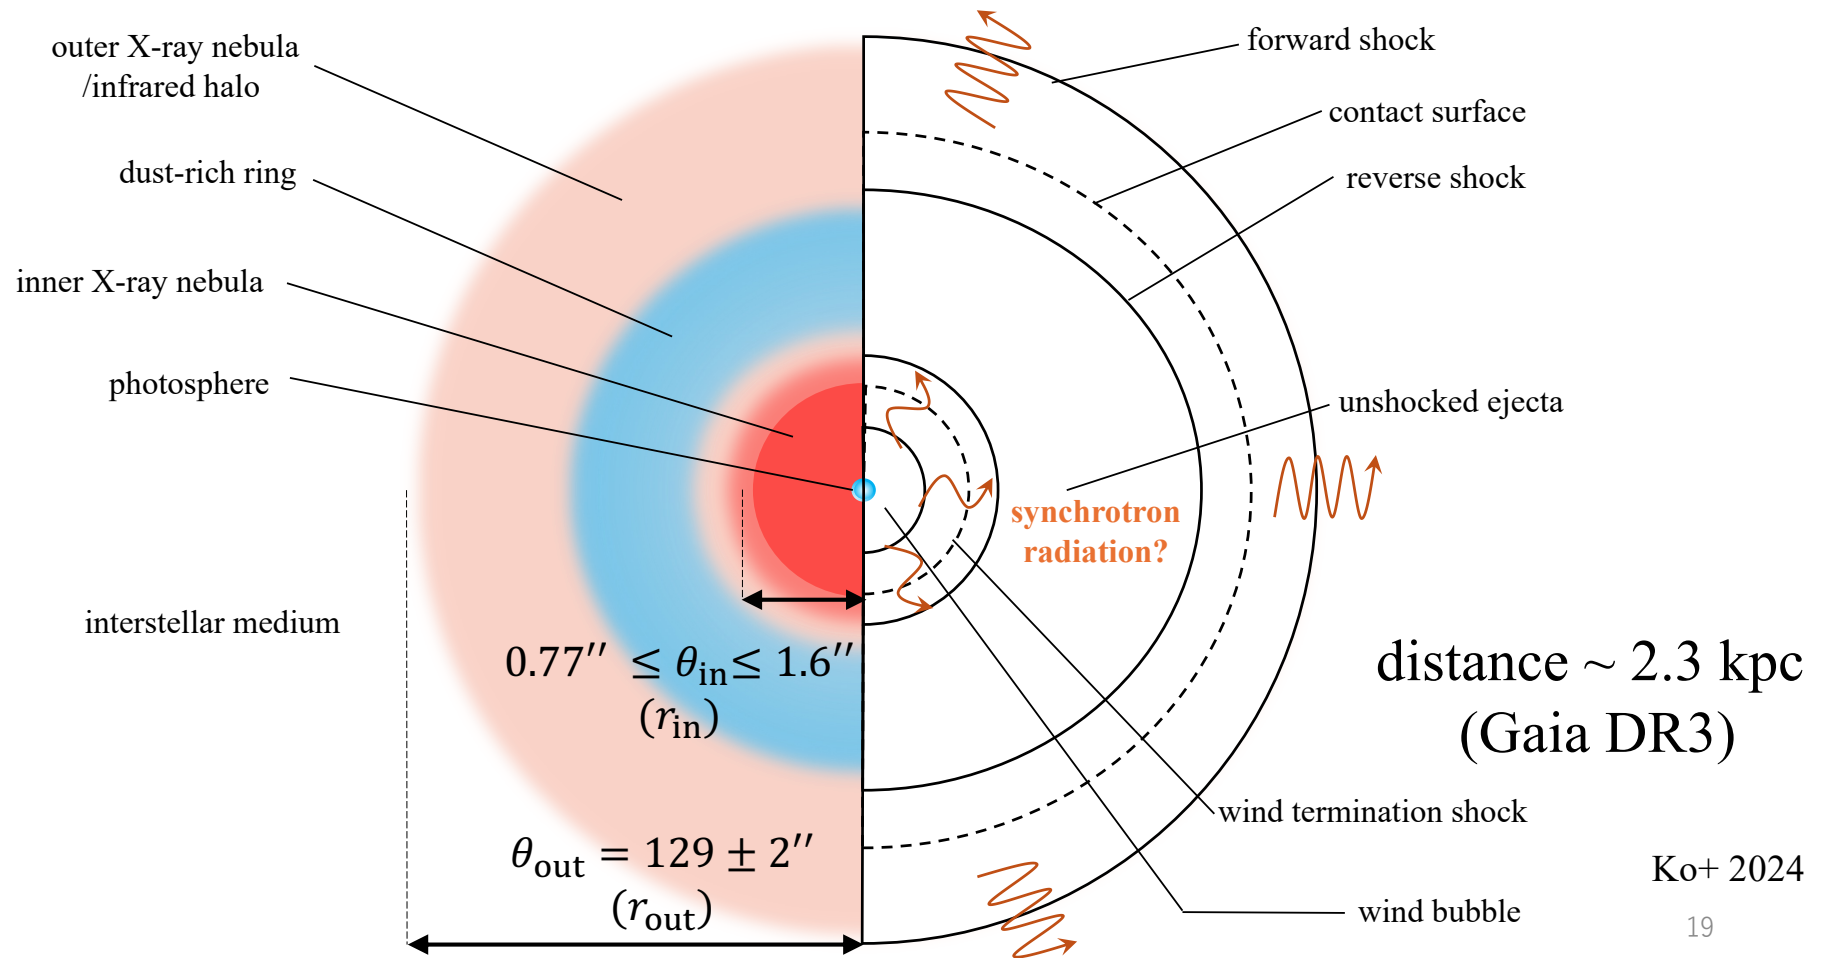 outer X-ray nebula
/infrared halo
dust-rich ring
inner X-ray nebula
photosphere
interstellar medium
0.77″ ≤ θin ≤ 1.6″
(rin)
θout = 129 ± 2″
(rout)
forward shock
contact surface
reverse shock
unshocked ejecta
synchrotron
radiation?
distance ~ 2.3 kpc
(Gaia DR3)
wind termination shock
Ko+ 2024
wind bubble
19